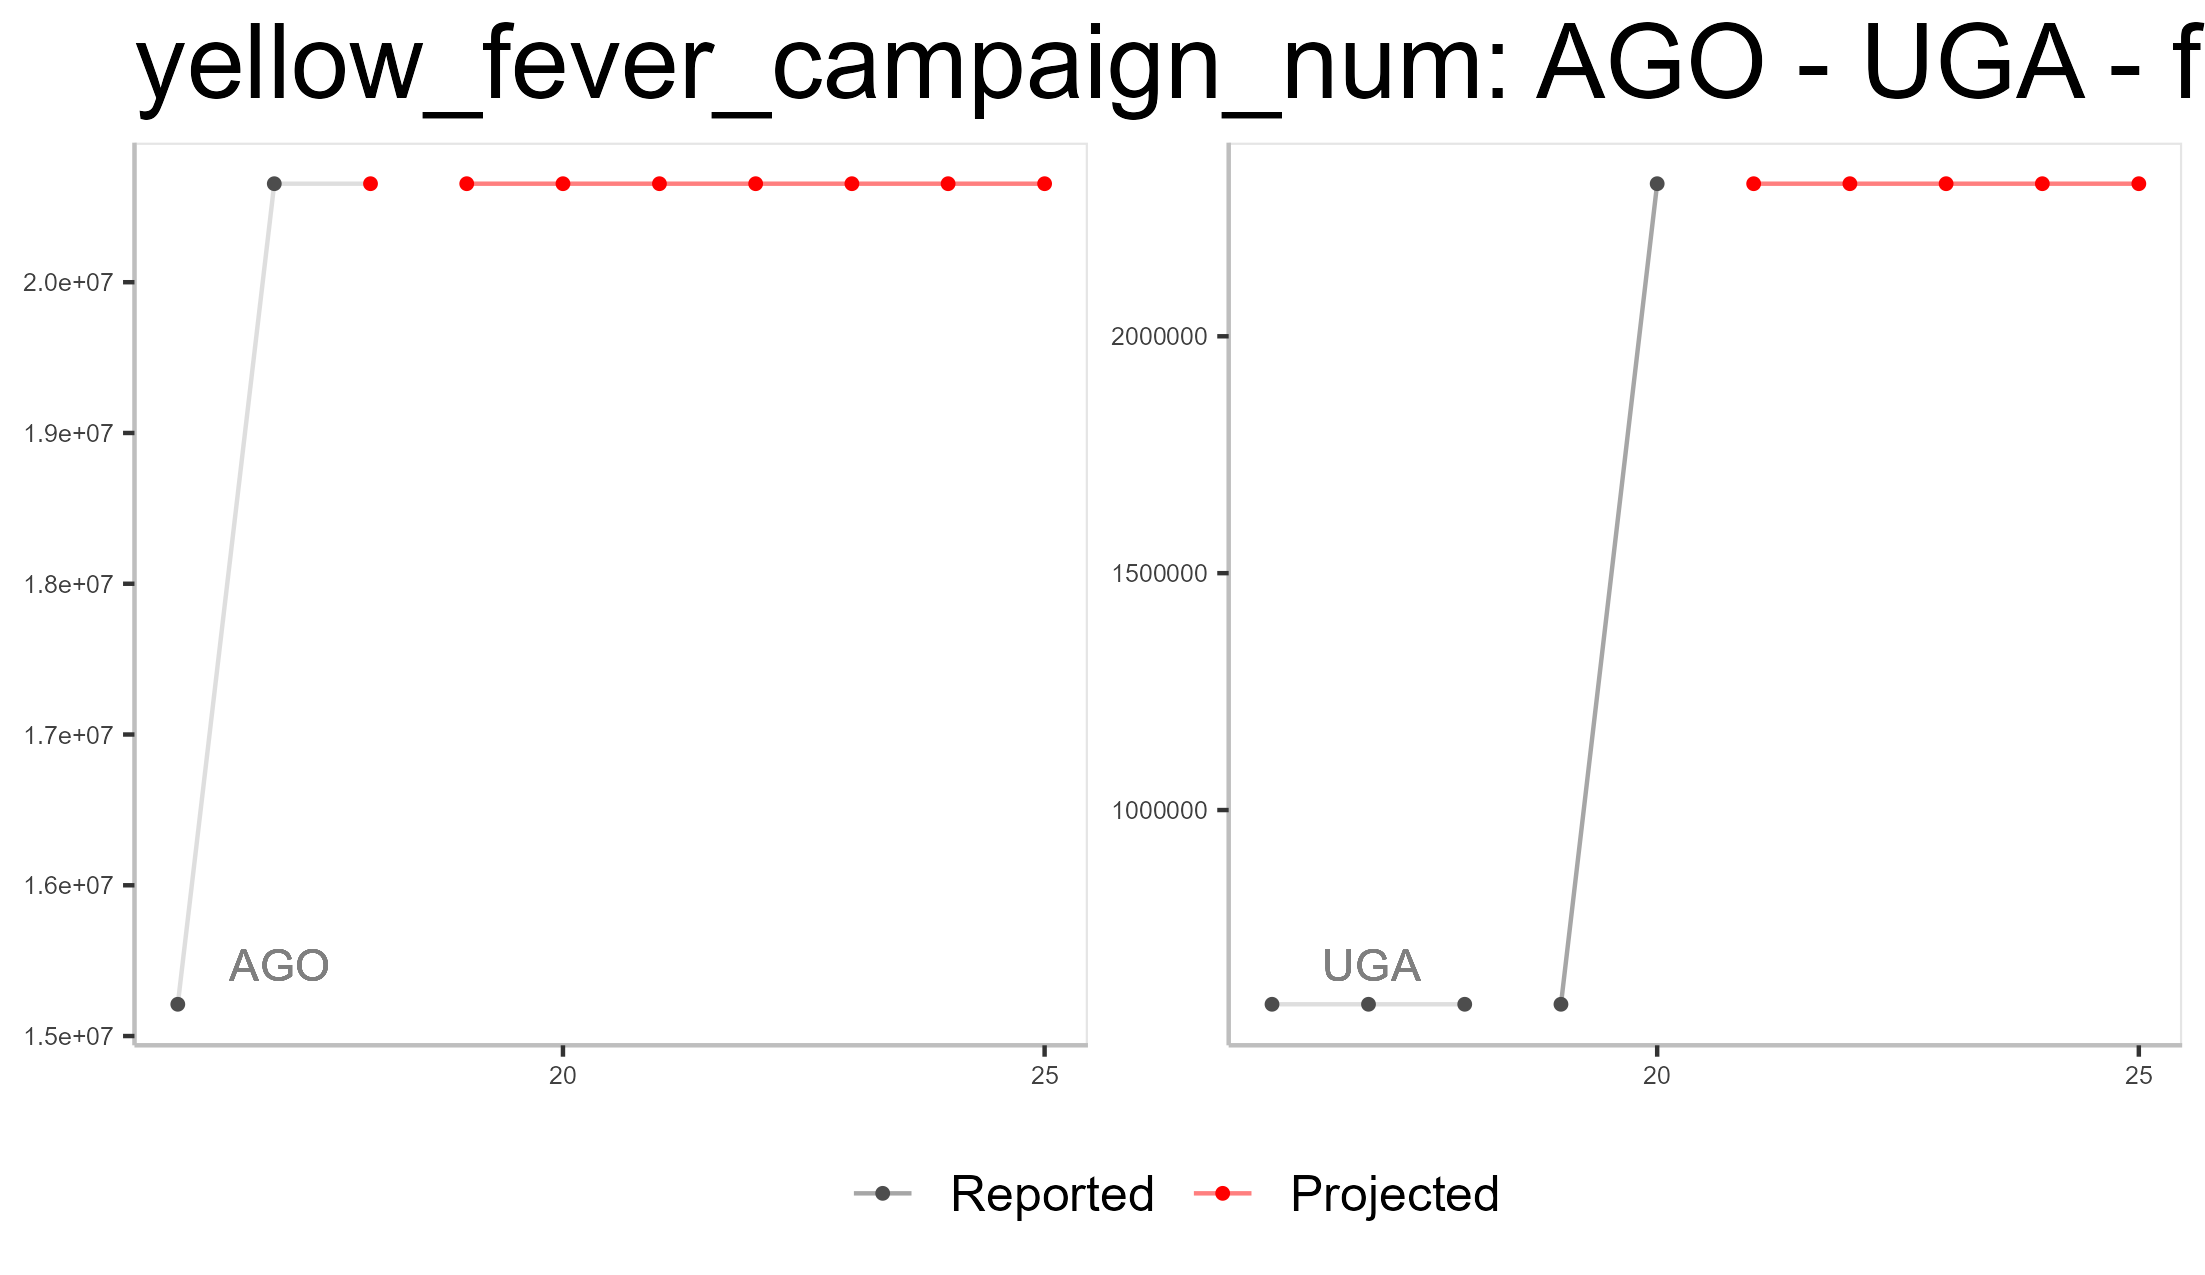 yellow_fever_campaign_num: AGO - UGA - f
2.0e+07
1.9e+07
1.8e+07
1.7e+07
1.6e+07
1.5e+07
AGO
20
25
2000000
1500000
1000000
UGA
20
25
Reported
Projected